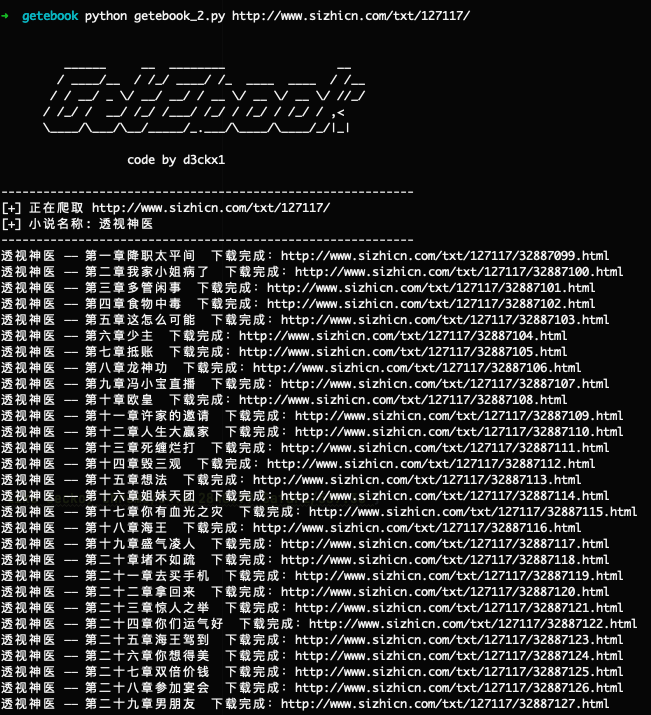 ➜ getebook python getebook_2.py http://www.sizhicn.com/txt/127117/
GetEbook
code by d3ckx1
-----------------------------------------------------------
[+] 正在爬取 http://www.sizhicn.com/txt/127117/
[+] 小说名称: 透视神医
-----------------------------------------------------------
透视神医 -- 第一章降职太平间 下载完成: http://www.sizhicn.com/txt/127117/32887099.html
透视神医 -- 第二章我家小姐病了 下载完成: http://www.sizhicn.com/txt/127117/32887100.html
透视神医 -- 第三章多管闲事 下载完成: http://www.sizhicn.com/txt/127117/32887101.html
透视神医 -- 第四章食物中毒 下载完成: http://www.sizhicn.com/txt/127117/32887102.html
透视神医 -- 第五章这怎么可能 下载完成: http://www.sizhicn.com/txt/127117/32887103.html
透视神医 -- 第六章少主 下载完成: http://www.sizhicn.com/txt/127117/32887104.html
透视神医 -- 第七章抵账 下载完成: http://www.sizhicn.com/txt/127117/32887105.html
透视神医 -- 第八章龙神功 下载完成: http://www.sizhicn.com/txt/127117/32887106.html
透视神医 -- 第九章冯小宝直播 下载完成: http://www.sizhicn.com/txt/127117/32887107.html
透视神医 -- 第十章欧皇 下载完成: http://www.sizhicn.com/txt/127117/32887108.html
透视神医 -- 第十一章许家的邀请 下载完成: http://www.sizhicn.com/txt/127117/32887109.html
透视神医 -- 第十二章人生大赢家 下载完成: http://www.sizhicn.com/txt/127117/32887110.html
透视神医 -- 第十三章死缠烂打 下载完成: http://www.sizhicn.com/txt/127117/32887111.html
透视神医 -- 第十四章毁三观 下载完成: http://www.sizhicn.com/txt/127117/32887112.html
透视神医 -- 第十五章想法 下载完成: http://www.sizhicn.com/txt/127117/32887113.html
透视神医 -- 第十六章姐妹天团 下载完成: http://www.sizhicn.com/txt/127117/32887114.html
透视神医 -- 第十七章你有血光之灾 下载完成: http://www.sizhicn.com/txt/127117/32887115.html
透视神医 -- 第十八章海王 下载完成: http://www.sizhicn.com/txt/127117/32887116.html
透视神医 -- 第十九章盛气凌人 下载完成: http://www.sizhicn.com/txt/127117/32887117.html
透视神医 -- 第二十章堵不如疏 下载完成: http://www.sizhicn.com/txt/127117/32887118.html
透视神医 -- 第二十一章去买手机 下载完成: http://www.sizhicn.com/txt/127117/32887119.html
透视神医 -- 第二十二章拿回来 下载完成: http://www.sizhicn.com/txt/127117/32887120.html
透视神医 -- 第二十三章惊人之举 下载完成: http://www.sizhicn.com/txt/127117/32887121.html
透视神医 -- 第二十四章你们运气好 下载完成: http://www.sizhicn.com/txt/127117/32887122.html
透视神医 -- 第二十五章海王驾到 下载完成: http://www.sizhicn.com/txt/127117/32887123.html
透视神医 -- 第二十六章你想得美 下载完成: http://www.sizhicn.com/txt/127117/32887124.html
透视神医 -- 第二十七章双倍价钱 下载完成: http://www.sizhicn.com/txt/127117/32887125.html
透视神医 -- 第二十八章参加宴会 下载完成: http://www.sizhicn.com/txt/127117/32887126.html
透视神医 -- 第二十九章男朋友 下载完成: http://www.sizhicn.com/txt/127117/32887127.html